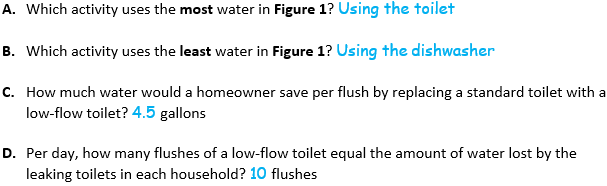 A. Which activity uses the most water in Figure 1? Using the toilet
B. Which activity uses the least water in Figure 1? Using the dishwasher
C. How much water would a homeowner save per flush by replacing a standard toilet with a
low-flow toilet? 4.5 gallons
D. Per day, how many flushes of a low-flow toilet equal the amount of water lost by the
leaking toilets in each household? 10 flushes